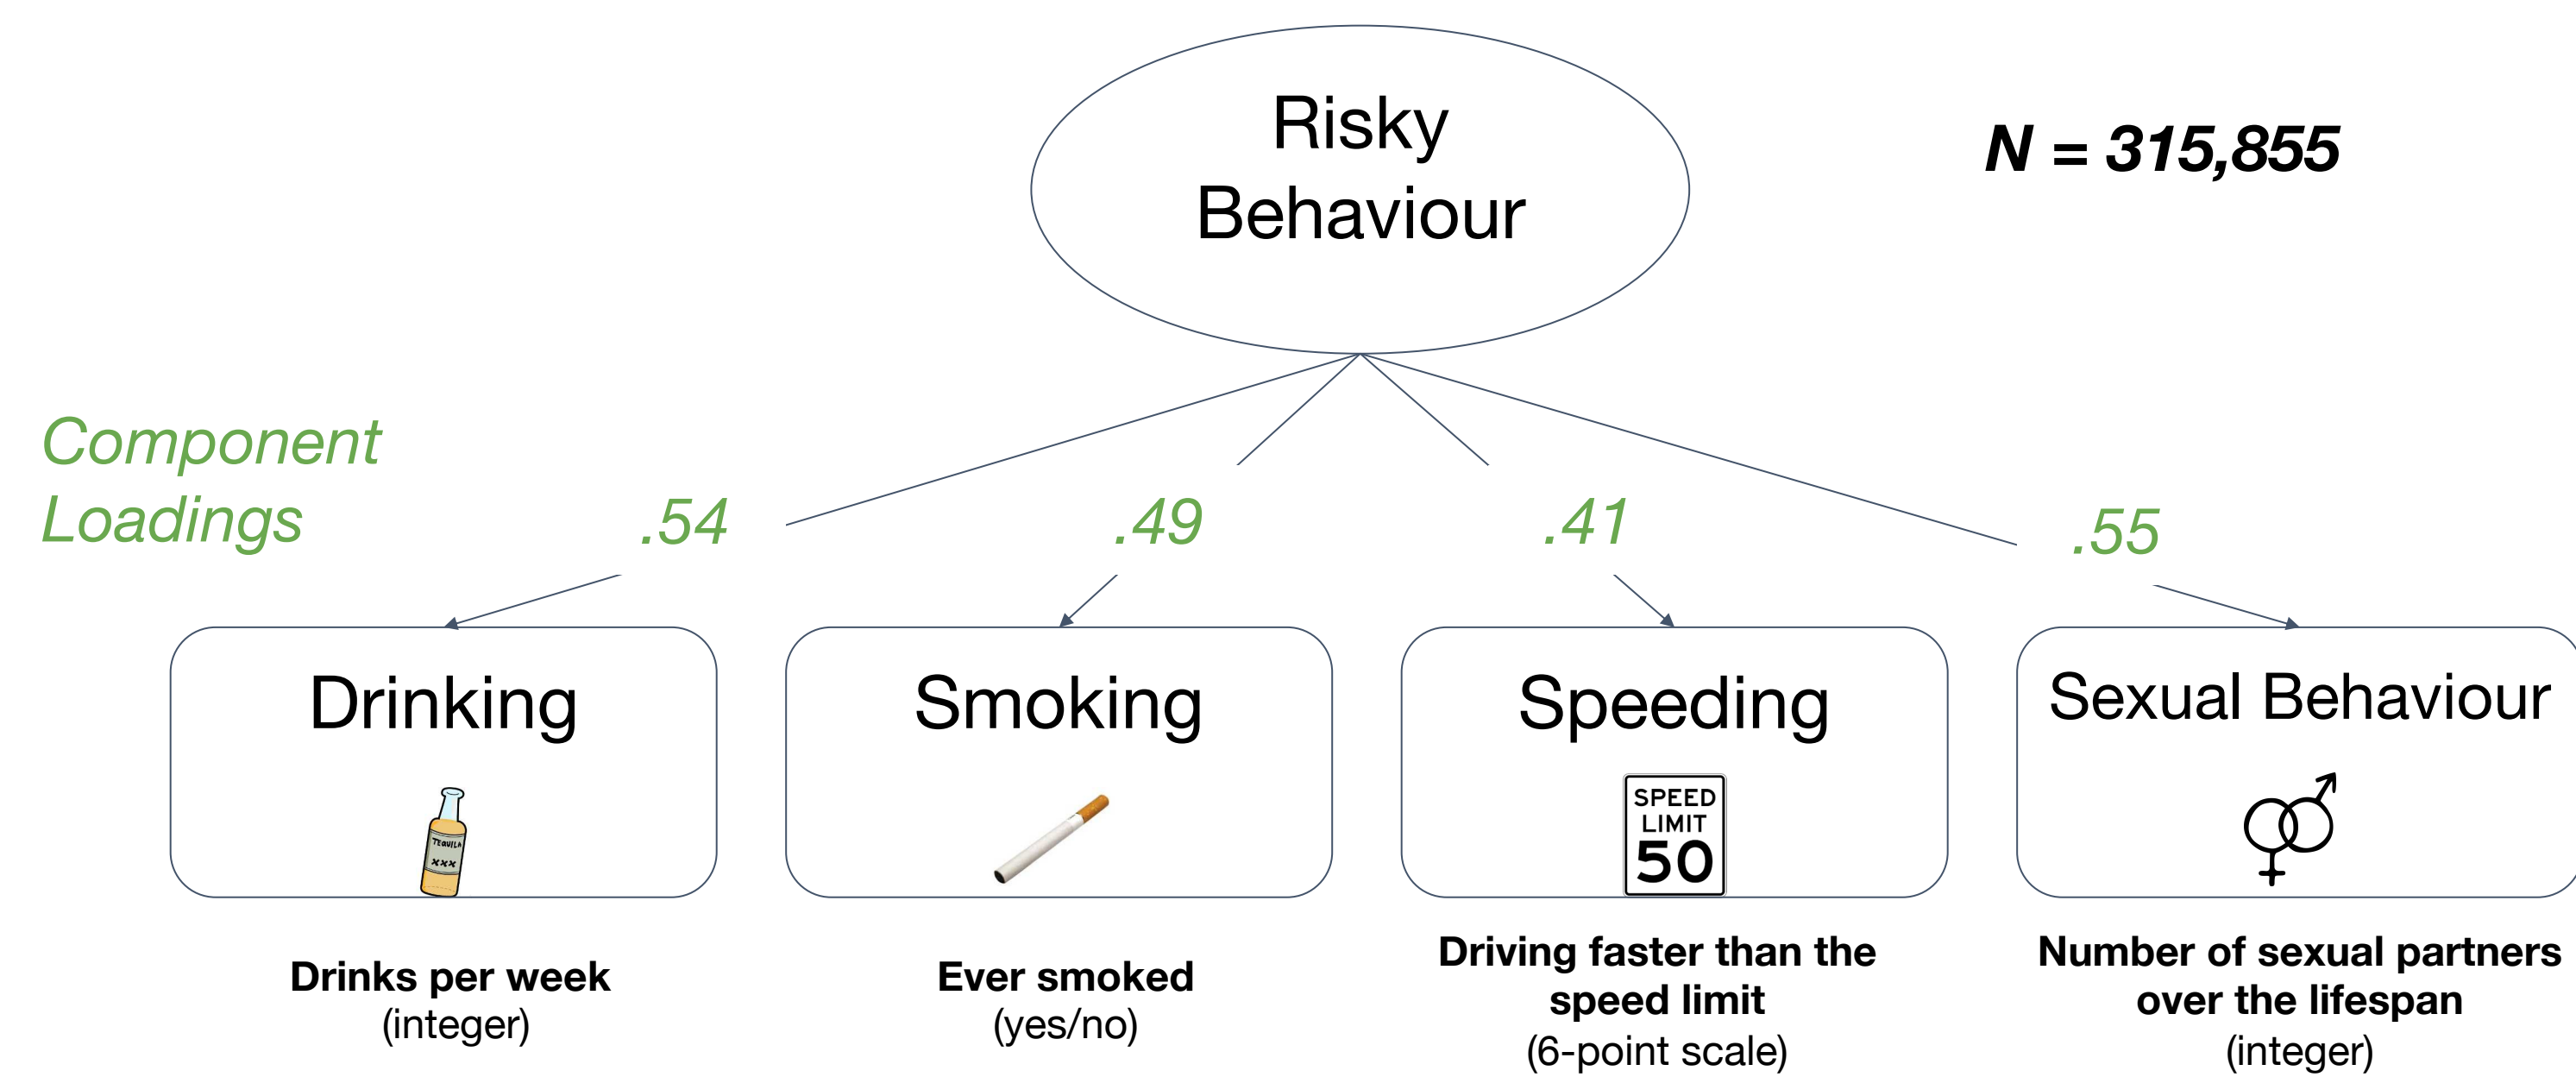 Risky
Behaviour
N = 315,855
Component
Loadings
.54
.49
.41
.55
Drinking
Smoking
Speeding
Sexual Behaviour
TEQUILA
xxx
SPEED
LIMIT
50
Drinks per week
(integer)
Ever smoked
(yes/no)
Driving faster than the
speed limit
(6-point scale)
Number of sexual partners
over the lifespan
(integer)